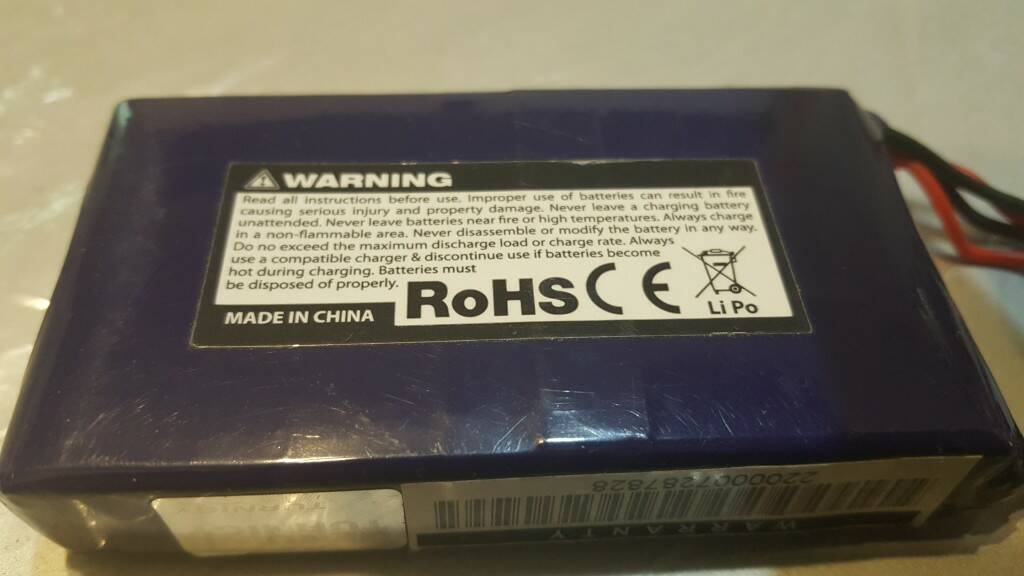 WARNING
Read all instructions before use. Improper use of batteries can result in fire
causing serious injury and property damage. Never leave a charging battery
unattended. Never leave batteries near fire or high temperatures. Always charge
in a non-flammable area. Never disassemble or modify the battery in any way.
Do no exceed the maximum discharge load or charge rate. Always
use a compatible charger & discontinue use if batteries become
hot during charging. Batteries must
be disposed of properly.
RoHS CE
Li Po
MADE IN CHINA
2200007287828
WARRANTY
TURNIGY
TURNIGY